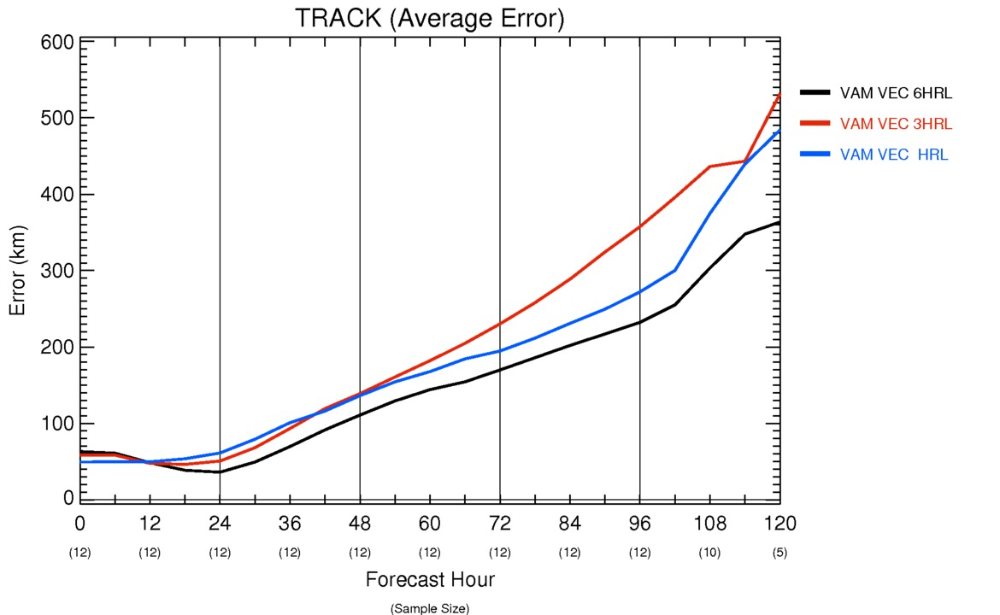 TRACK (Average Error)
600
500
400
300
200
100
0
Error (km)
0 12 24 36 48 60 72 84 96 108 120
(12) (12) (12) (12) (12) (12) (12) (12) (12) (10) (5)
Forecast Hour
(Sample Size)
VAM VEC 6HRL
VAM VEC 3HRL
VAM VEC  HRL